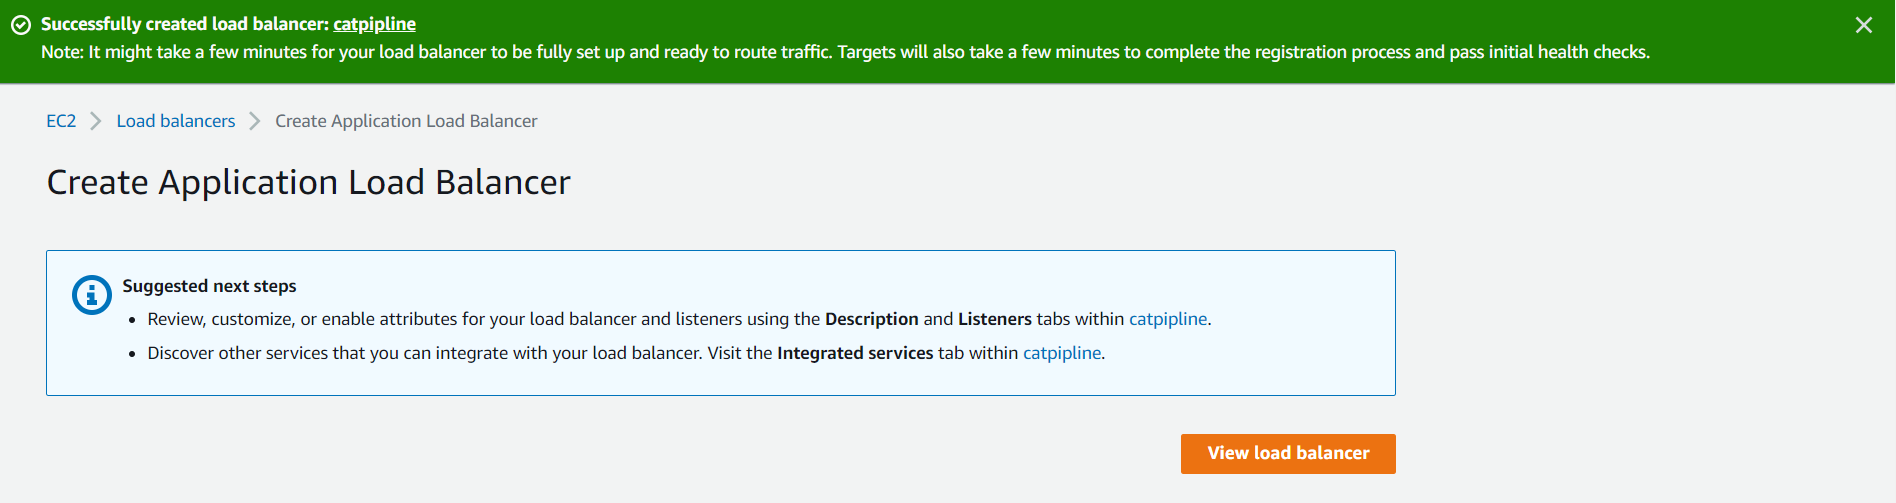 Successfully created load balancer: catpipline
Note: It might take a few minutes for your load balancer to be fully set up and ready to route traffic. Targets will also take a few minutes to complete the registration process and pass initial health checks.
EC2 > Load balancers > Create Application Load Balancer
Create Application Load Balancer
Suggested next steps
• Review, customize, or enable attributes for your load balancer and listeners using the Description and Listeners tabs within catpipline.
• Discover other services that you can integrate with your load balancer. Visit the Integrated services tab within catpipline.
View load balancer